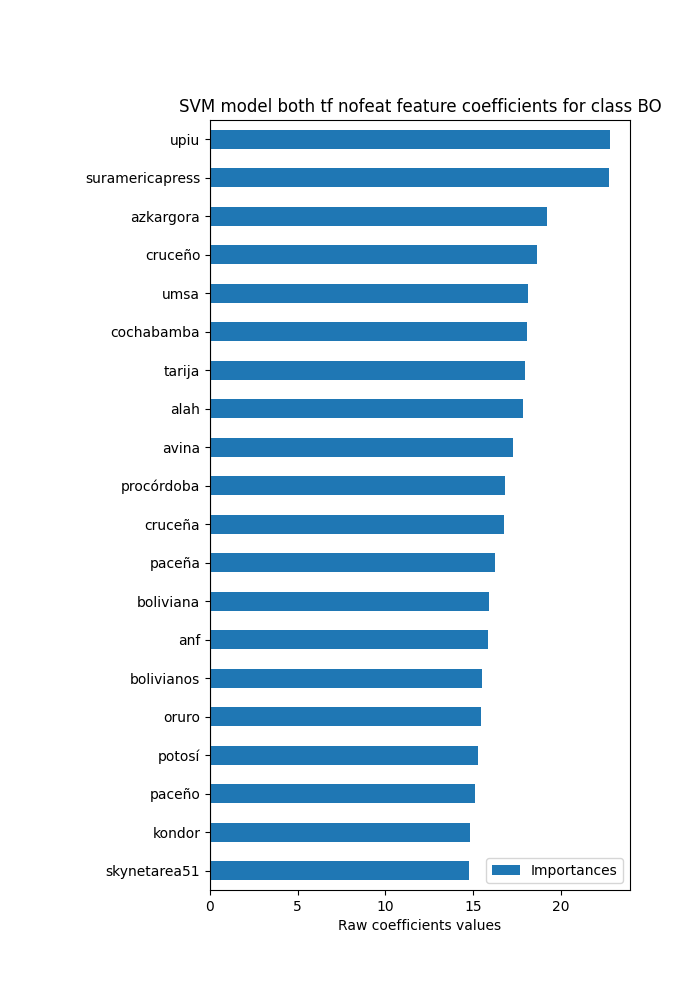 SVM model both tf nofeat feature coefficients for class BO
upiu
suramericapress
azkargora
cruceño
umsa
cochabamba
tarija
alah
avina
procórdoba
cruceña
paceña
boliviana
anf
bolivianos
oruro
potosí
paceño
kondor
skynetarea51
Importances
0 5 10 15 20
Raw coefficients values